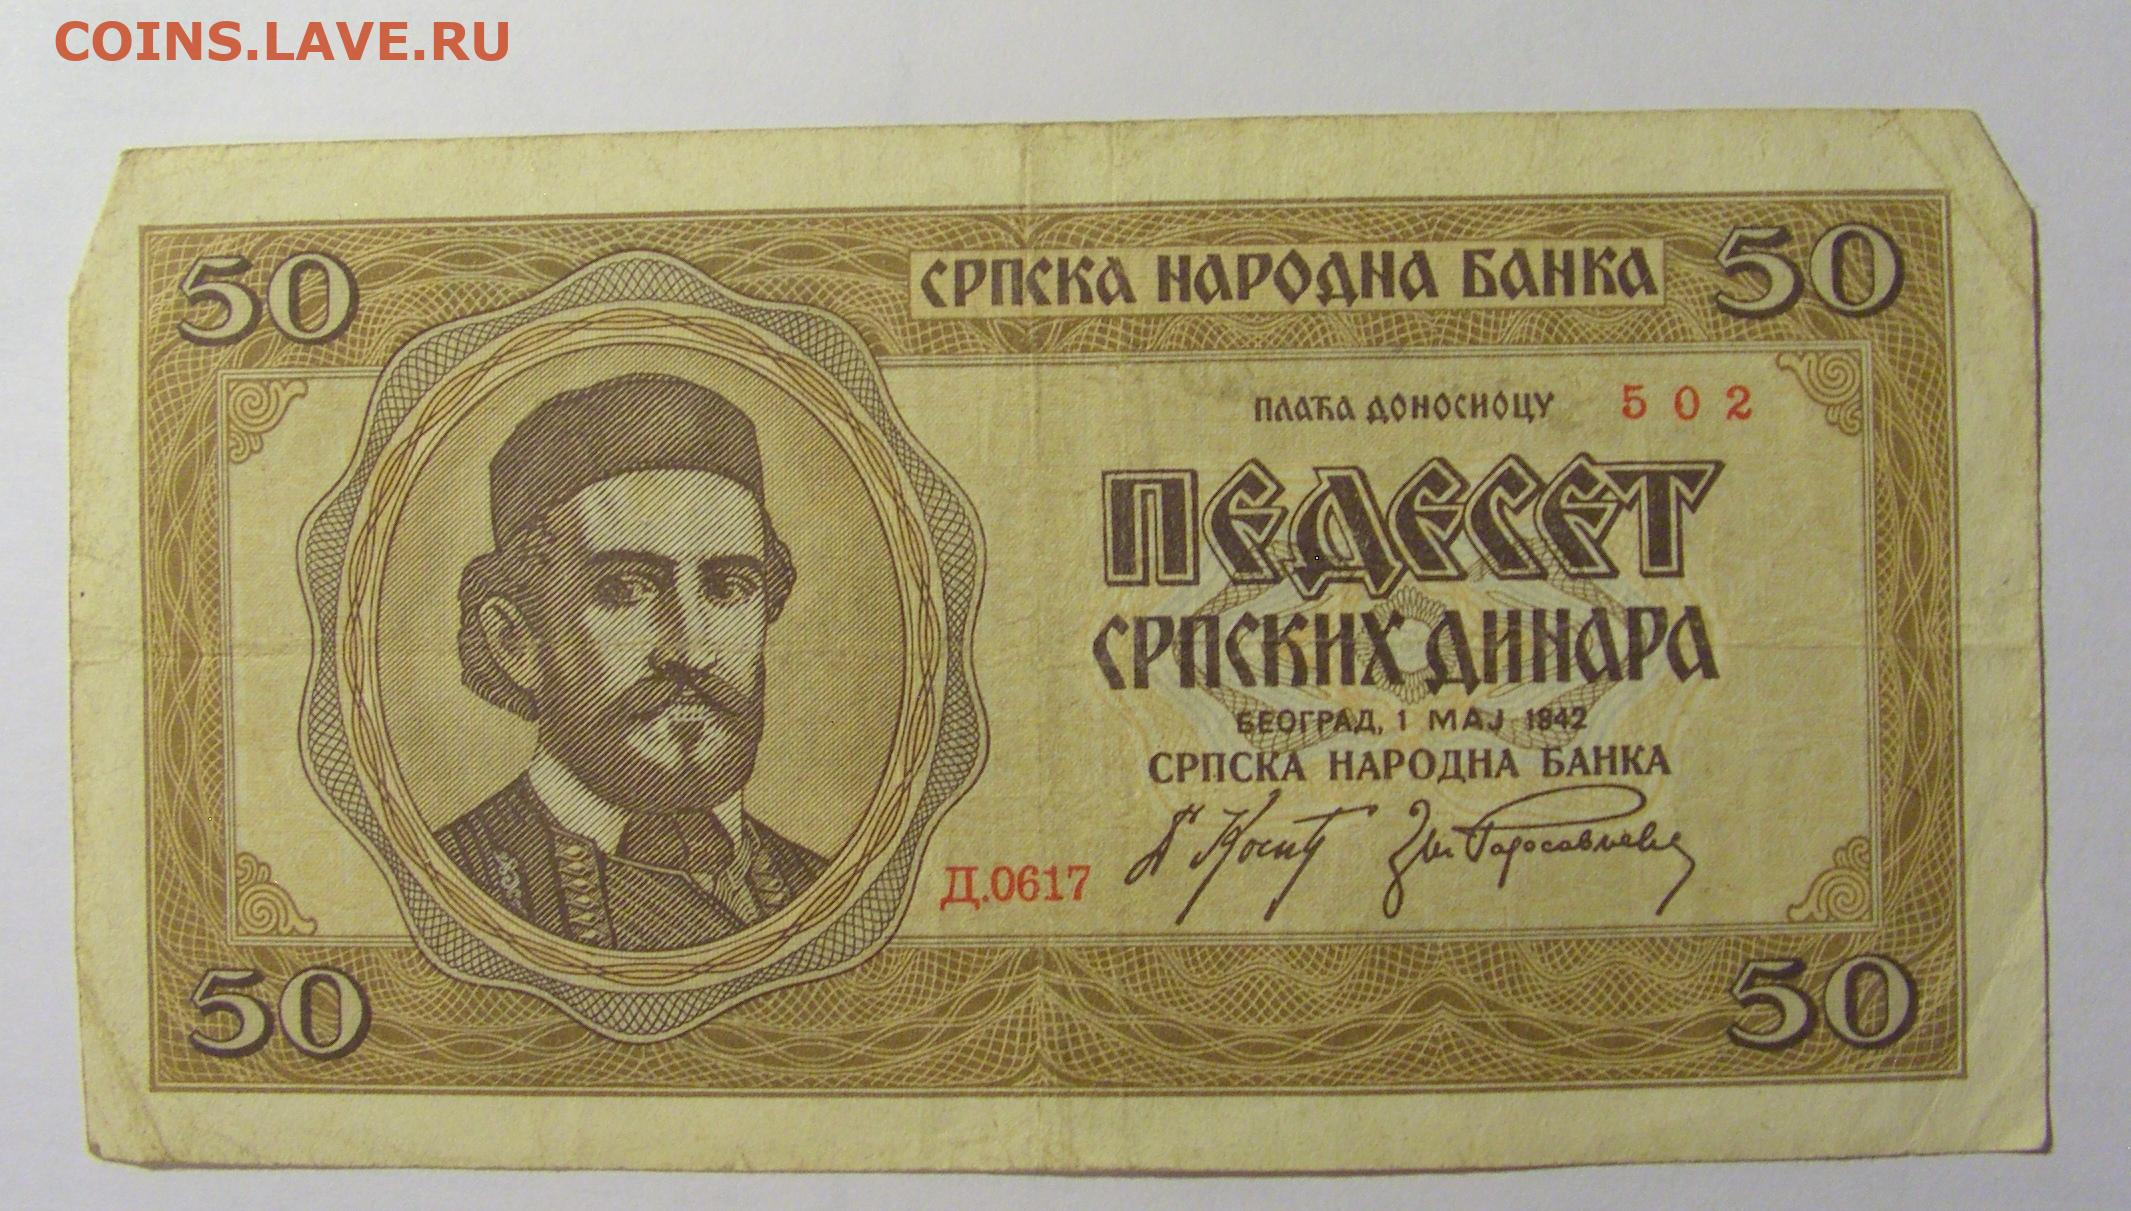 COINS.LAVE.RU
50
СРПСКА НАРОДНА БАНКА
50
ПЛАЋА ДОНОСИОЦУ 502
ПЕДЕСЕТ
СРПСКИХ ДИНАРА
БЕОГРАД, 1 МАЈ 1942
СРПСКА НАРОДНА БАНКА
Д.0617
50
50